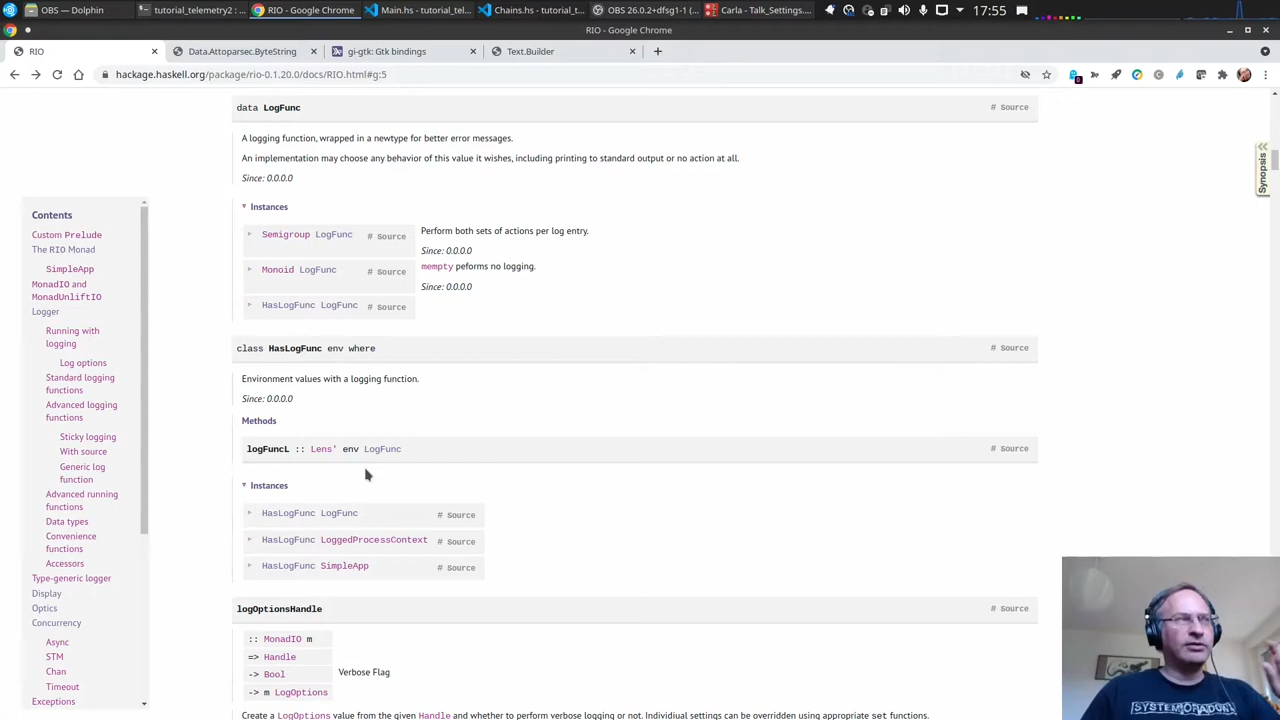 OBS — Dolphin
tutorial_telemetry2 : ...
RIO - Google Chrome
Main.hs - tutorial_tel...
Chains.hs - tutorial_t...
OBS 26.0.2+dfsg1-1 (...
Carla - Talk_Settings....
17:55
RIO - Google Chrome
RIO
Data.Attoparsec.ByteString
gi-gtk: Gtk bindings
Text.Builder
hackage.haskell.org/package/rio-0.1.20.0/docs/RIO.html#g:5
data LogFunc
# Source
A logging function, wrapped in a newtype for better error messages.
An implementation may choose any behavior of this value it wishes, including printing to standard output or no action at all.
Since: 0.0.0.0
Instances
Semigroup LogFunc # Source
Perform both sets of actions per log entry.
Since: 0.0.0.0
Monoid LogFunc # Source
mempty peforms no logging.
Since: 0.0.0.0
HasLogFunc LogFunc # Source
class HasLogFunc env where
# Source
Environment values with a logging function.
Since: 0.0.0.0
Methods
logFuncL :: Lens' env LogFunc
# Source
Instances
HasLogFunc LogFunc # Source
HasLogFunc LoggedProcessContext # Source
HasLogFunc SimpleApp # Source
logOptionsHandle
# Source
:: MonadIO m
=> Handle
-> Bool Verbose Flag
-> m LogOptions
Create a LogOptions value from the given Handle and whether to perform verbose logging or not. Individual settings can be overridden using appropriate set functions.
Contents
Custom Prelude
The RIO Monad
SimpleApp
MonadIO and
MonadUnliftIO
Logger
Running with
logging
Log options
Standard logging
functions
Advanced logging
functions
Sticky logging
With source
Generic log
function
Advanced running
functions
Data types
Convenience
functions
Accessors
Type-generic logger
Display
Optics
Concurrency
Async
STM
Chan
Timeout
Exceptions
Synopsis